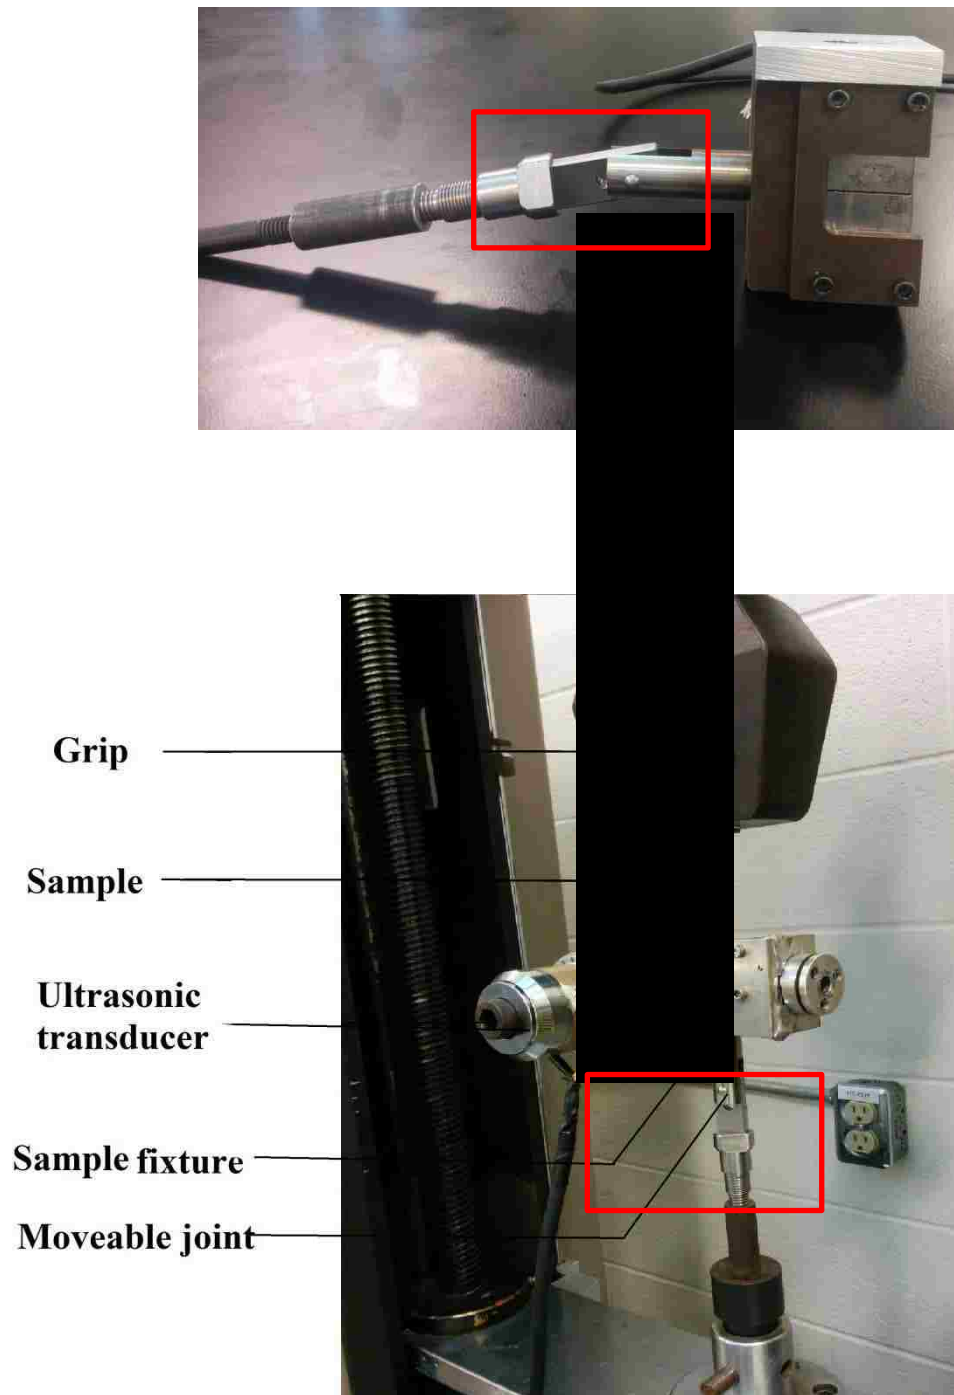 Grip
Sample
Ultrasonic
transducer
Sample fixture
Moveable joint